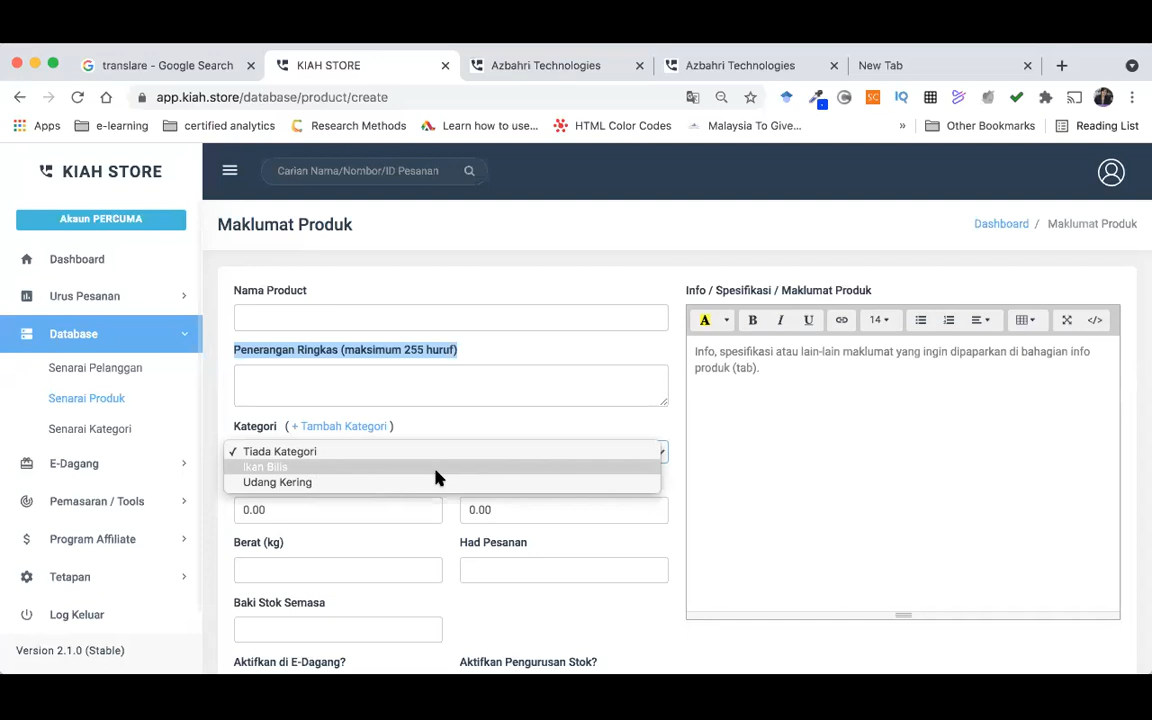 translare - Google Search
KIAH STORE
Azbahri Technologies
Azbahri Technologies
New Tab
app.kiah.store/database/product/create
Apps
e-learning
certified analytics
Research Methods
Learn how to use...
HTML Color Codes
Malaysia To Give...
»
Other Bookmarks
Reading List
KIAH STORE
Carian Nama/Nombor/ID Pesanan
Akaun PERCUMA
Dashboard
Urus Pesanan
Database
Senarai Pelanggan
Senarai Produk
Senarai Kategori
E-Dagang
Pemasaran / Tools
Program Affiliate
Tetapan
Log Keluar
Version 2.1.0 (Stable)
Maklumat Produk
Dashboard / Maklumat Produk
Nama Product
Penerangan Ringkas (maksimum 255 huruf)
Kategori ( + Tambah Kategori )
✓ Tiada Kategori
Ikan Bilis
Udang Kering
0.00
0.00
Berat (kg)
Had Pesanan
Baki Stok Semasa
Aktifkan di E-Dagang?
Aktifkan Pengurusan Stok?
Info / Spesifikasi / Maklumat Produk
A B I U 14 </>
Info, spesifikasi atau lain-lain maklumat yang ingin dipaparkan di bahagian info
produk (tab).